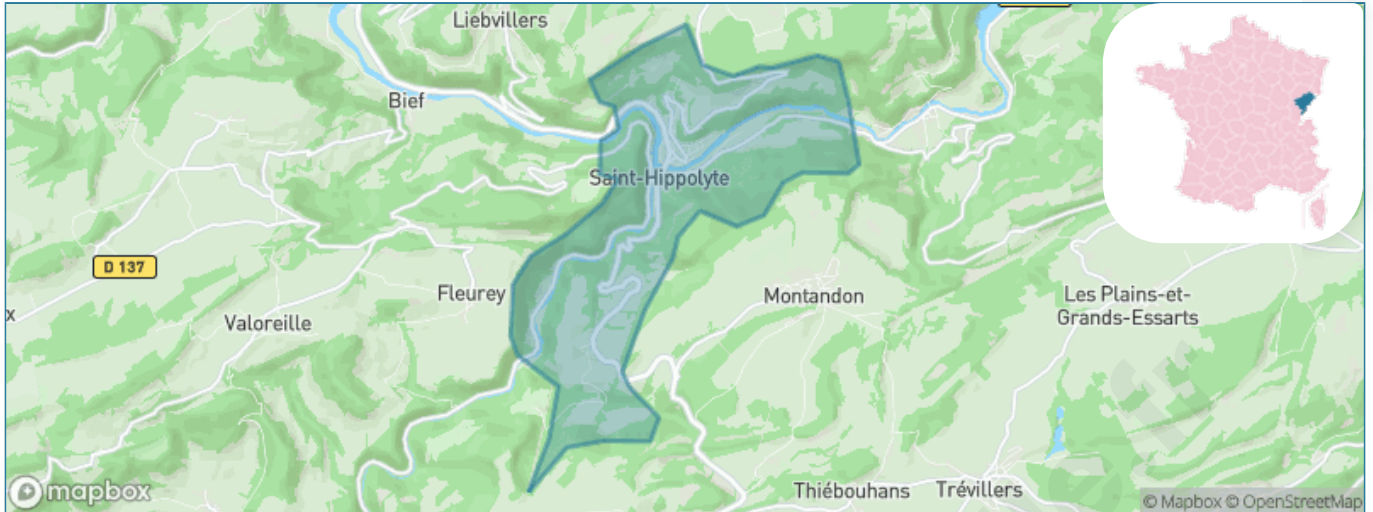 Liebvillers
Bief
Saint-Hippolyte
D 137
Fleurey
Montandon
Les Plains-et-
Grands-Essarts
x
Valoreille
Thiébouhans
Trévillers
mapbox
© Mapbox © OpenStreetMap